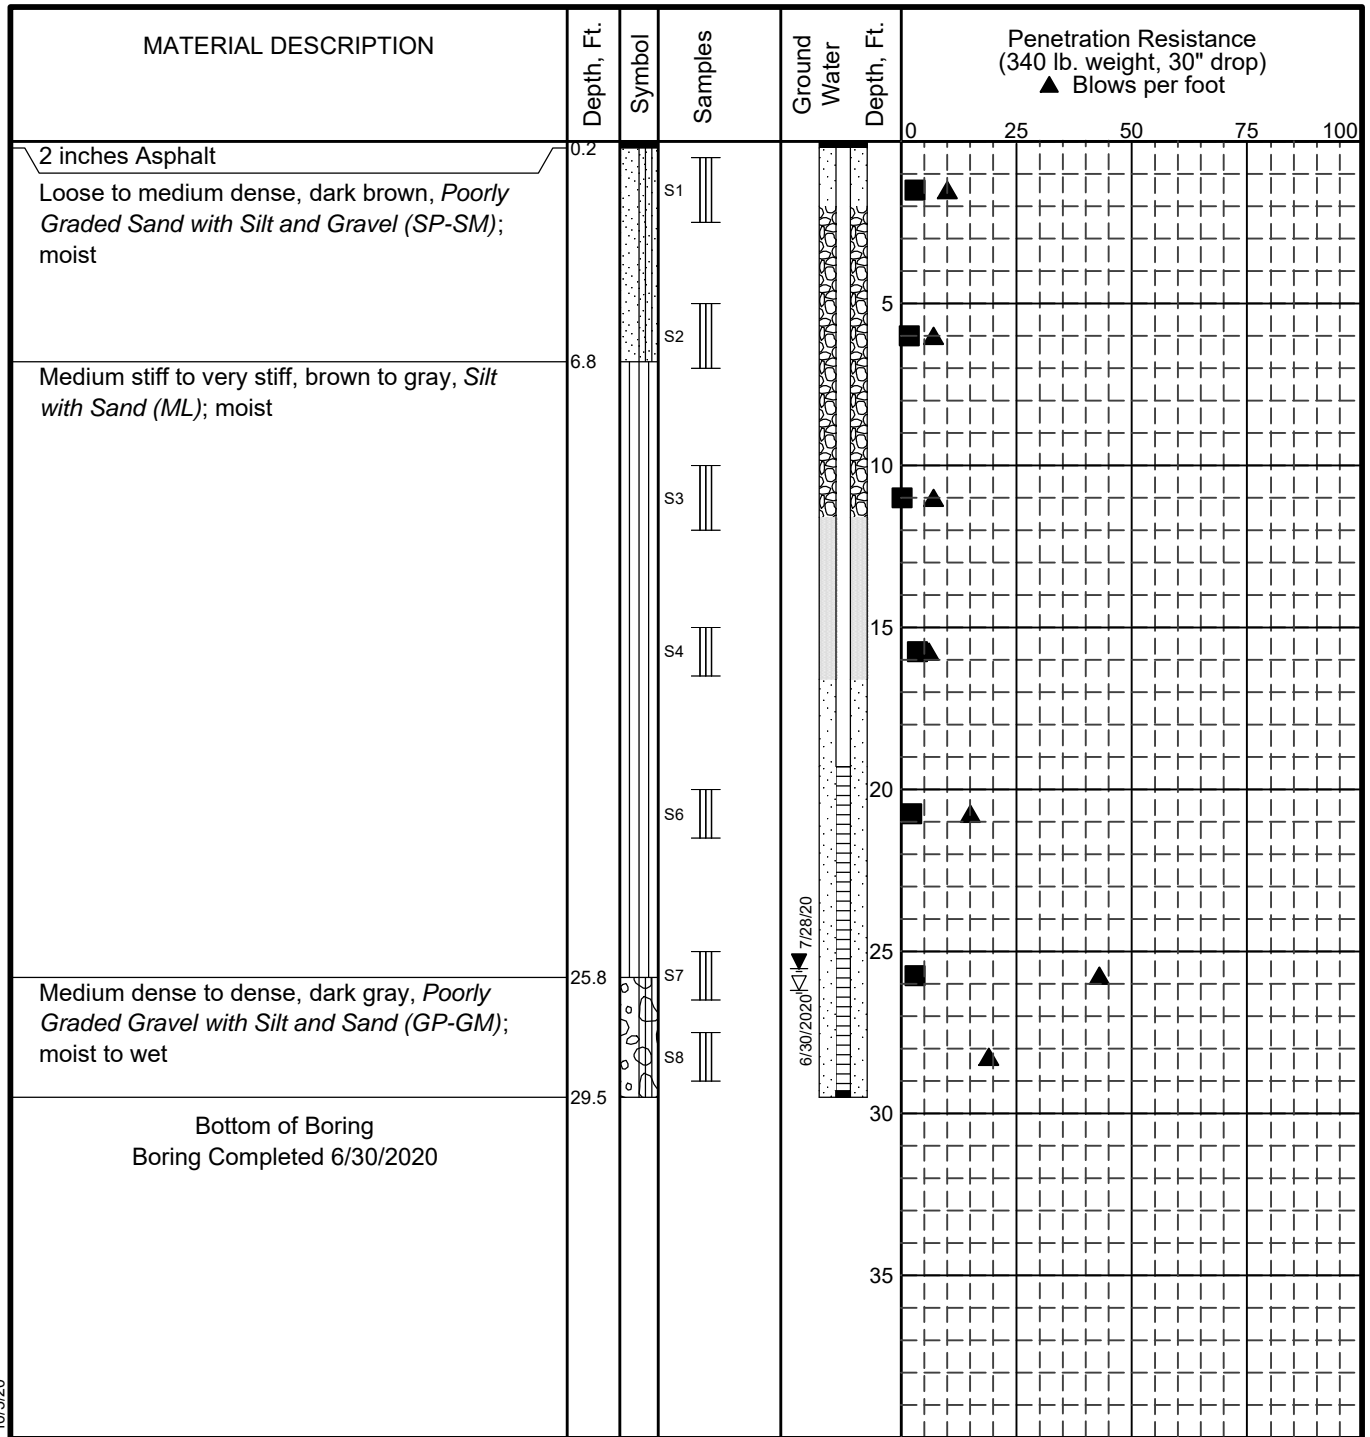 MATERIAL DESCRIPTION
Depth, Ft.
Symbol
Samples
Ground
Water
Depth, Ft.
Penetration Resistance
(340 lb. weight, 30" drop)
▲ Blows per foot
0 25 50 75 100
2 inches Asphalt
0.2
Loose to medium dense, dark brown, Poorly
Graded Sand with Silt and Gravel (SP-SM);
moist
S1
5
S2
6.8
Medium stiff to very stiff, brown to gray, Silt
with Sand (ML); moist
10
S3
15
S4
20
S6
7/28/20
25
S7
25.8
Medium dense to dense, dark gray, Poorly
Graded Gravel with Silt and Sand (GP-GM);
moist to wet
6/30/2020
S8
29.5
30
Bottom of Boring
Boring Completed 6/30/2020
35